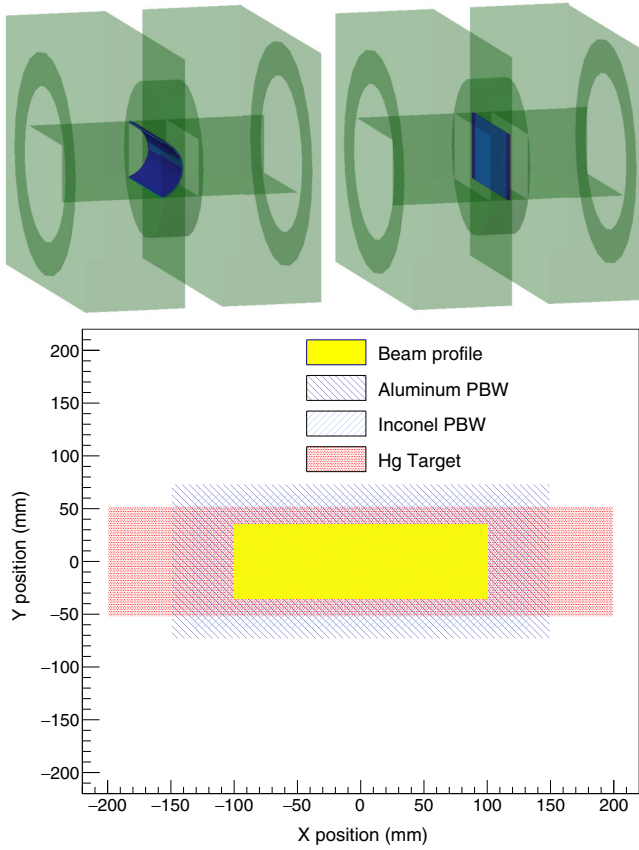 200
150
100
50
0
−50
−100
−150
−200
Y position (mm)
Beam profile
Aluminum PBW
Inconel PBW
Hg Target
−200 −150 −100 −50 0 50 100 150 200
X position (mm)